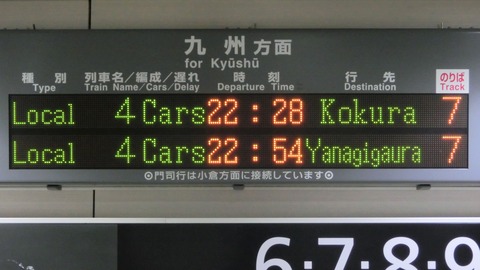 九州方面
for Kyūshū
種別 列車名/編成/遅れ 時刻 行先 のりば
Type Train Name/Cars/Delay Departure Time Destination Track
Local 4 Cars 22:28 Kokura 7
Local 4 Cars 22:54 Yanagigaura 7
◎門司行は小倉方面に接続しています◎
6·7·8·9